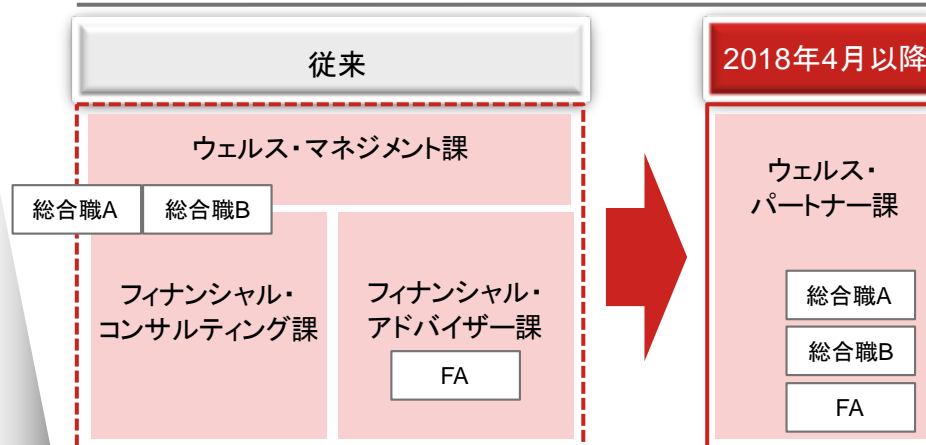 従来
2018年4月以降
ウェルス・マネジメント課
総合職A
総合職B
フィナンシャル・
コンサルティング課
フィナンシャル・
アドバイザー課
FA
ウェルス・
パートナー課
総合職A
総合職B
FA